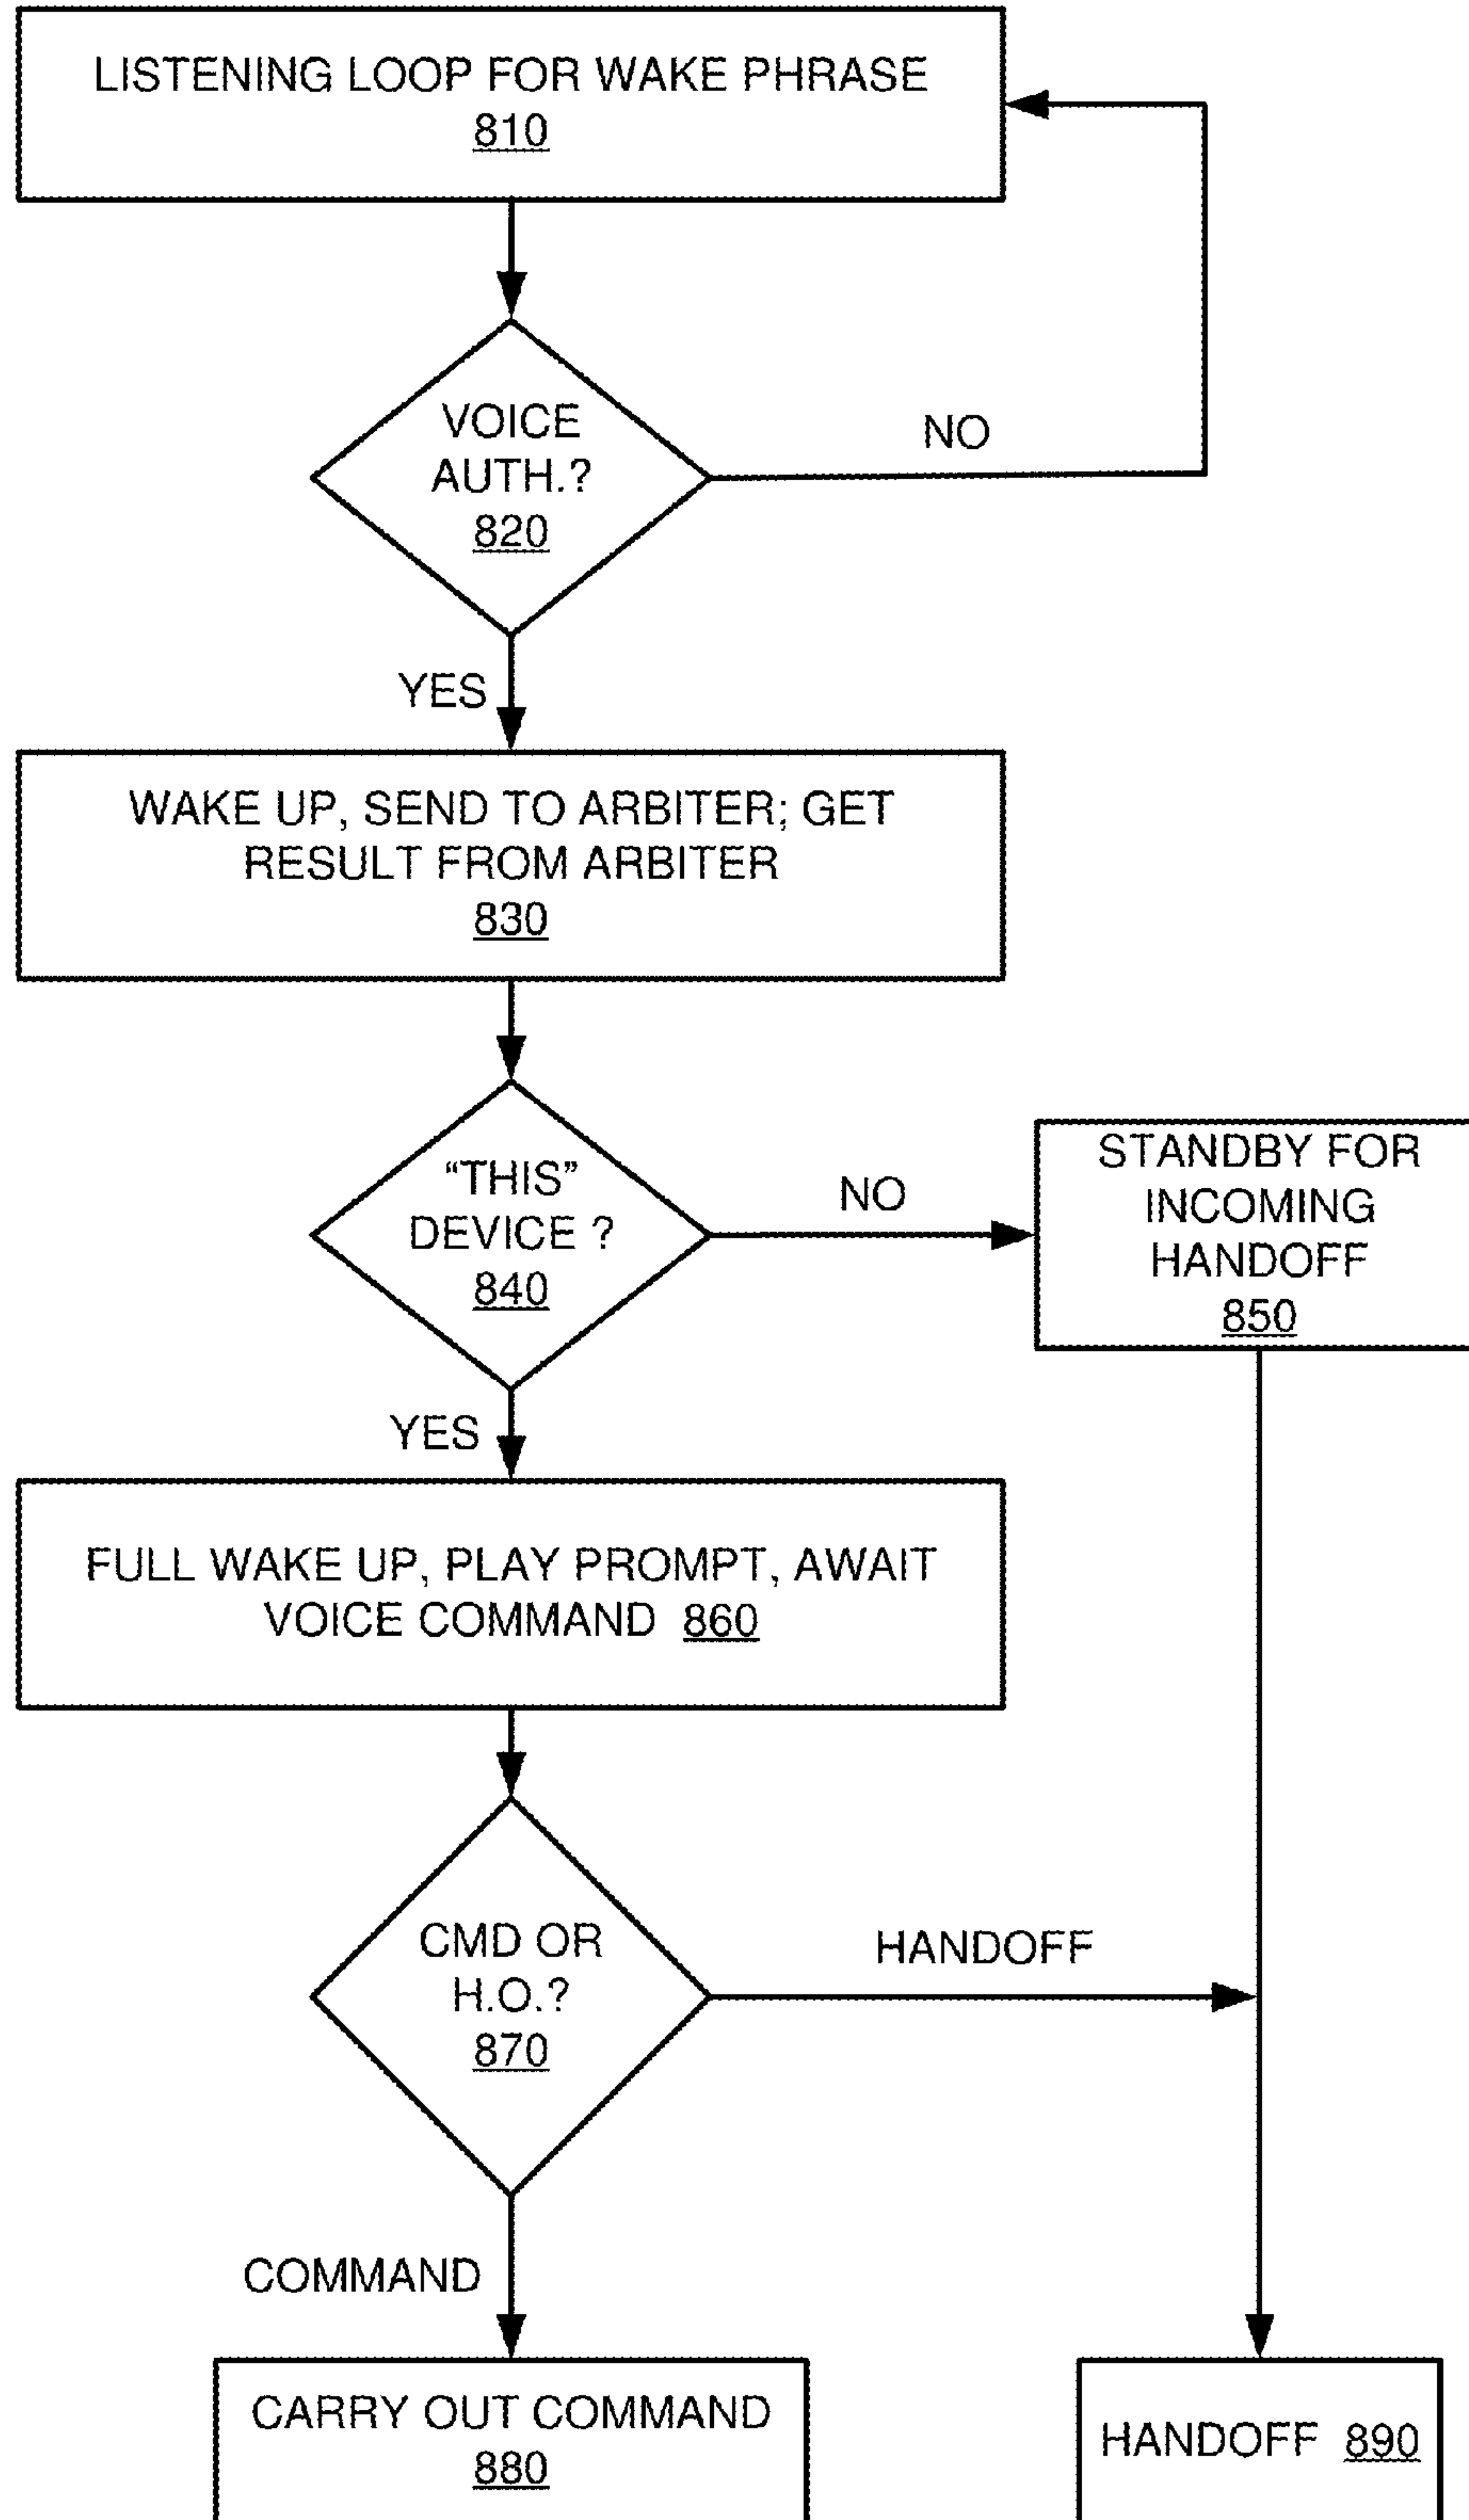 LISTENING LOOP FOR WAKE PHRASE
810
VOICE
AUTH.?
820
NO
YES
WAKE UP, SEND TO ARBITER; GET
RESULT FROM ARBITER
830
“THIS”
DEVICE ?
840
NO
STANDBY FOR
INCOMING
HANDOFF
850
YES
FULL WAKE UP, PLAY PROMPT, AWAIT
VOICE COMMAND 860
CMD OR
H.O.?
870
HANDOFF
COMMAND
CARRY OUT COMMAND
880
HANDOFF 890